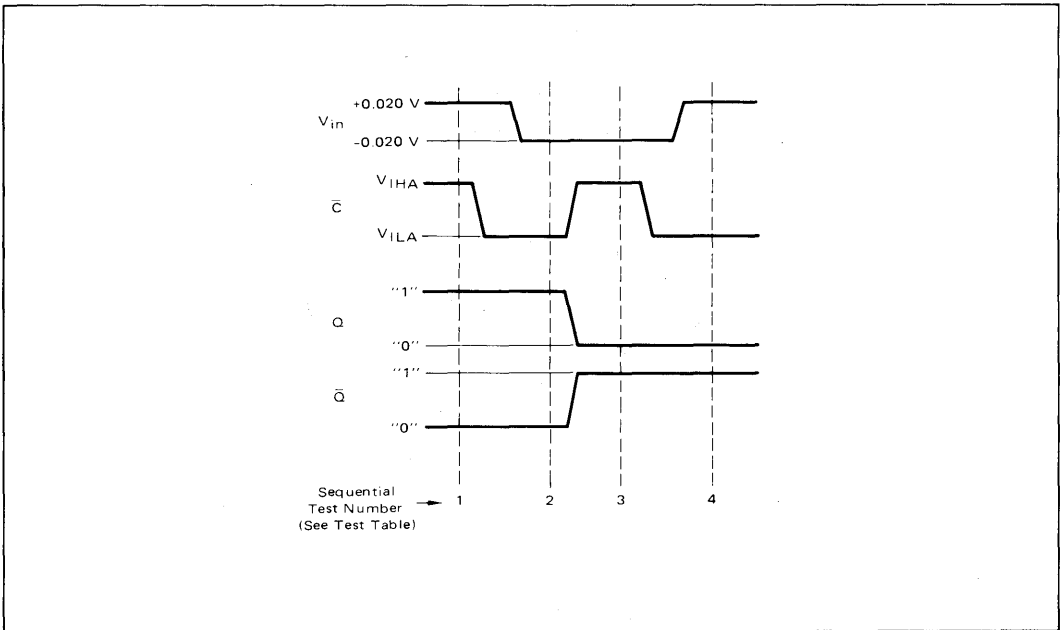 +0.020 V
Vin
-0.020 V
VIHA
C̅
VILA
"1"
Q
"0"
"1"
Q̅
"0"
Sequential
Test Number
(See Test Table)
1 2 3 4